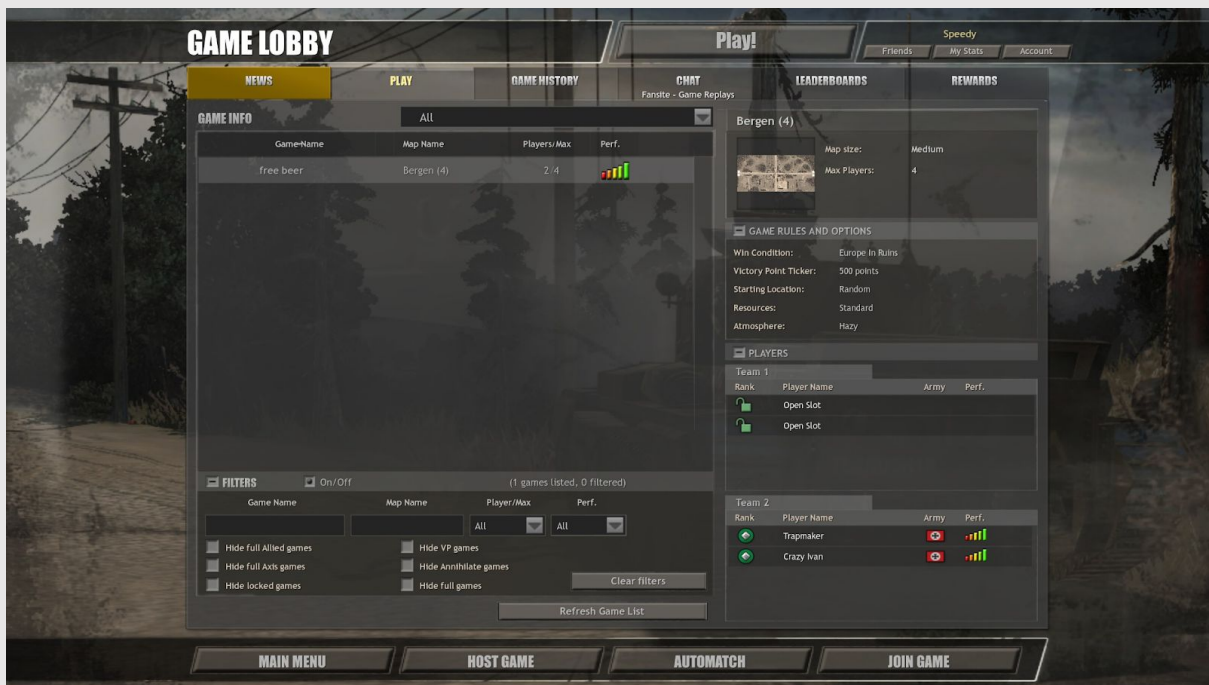 GAME LOBBY
Play!
Speedy
Friends My Stats Account
NEWS PLAY GAME HISTORY CHAT LEADERBOARDS REWARDS
Fansite - Game Replays
GAME INFO All
Game Name Map Name Players/Max Perf.
free beer Bergen (4) 2/4
FILTERS On/Off (1 games listed, 0 filtered)
Game Name Map Name Player/Max Perf.
All All
Hide full Allied games Hide VP games
Hide full Axis games Hide Annihilate games
Hide locked games Hide full games
Clear filters
Refresh Game List
Bergen (4)
Map size: Medium
Max Players: 4
GAME RULES AND OPTIONS
Win Condition: Europe In Ruins
Victory Point Ticker: 500 points
Starting Location: Random
Resources: Standard
Atmosphere: Hazy
PLAYERS
Team 1
Rank Player Name Army Perf.
Open Slot
Open Slot
Team 2
Rank Player Name Army Perf.
Trapmaker
Crazy Ivan
MAIN MENU HOST GAME AUTOMATCH JOIN GAME